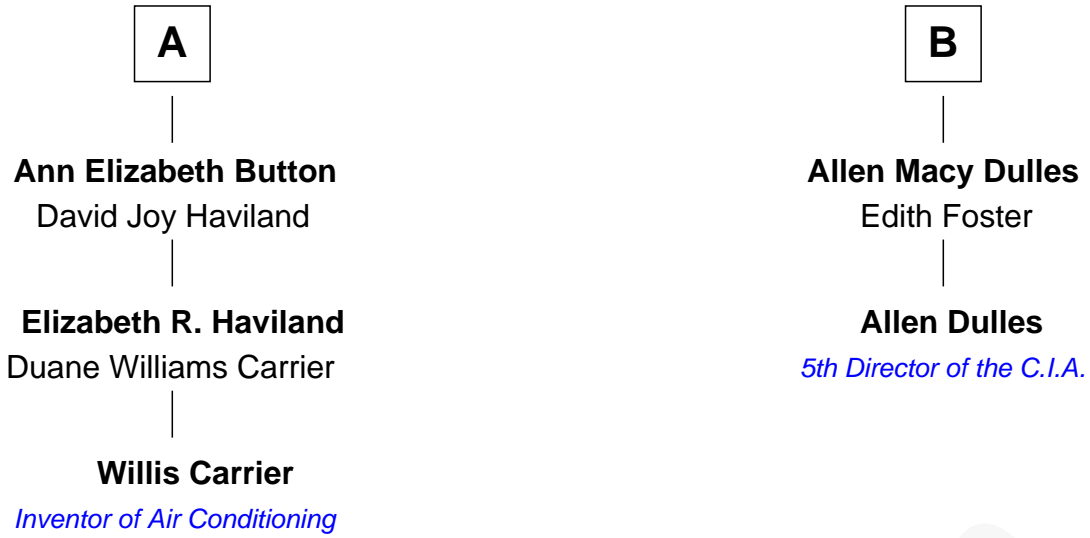 A
Ann Elizabeth Button
David Joy Haviland
Elizabeth R. Haviland
Duane Williams Carrier
Willis Carrier
Inventor of Air Conditioning
B
Allen Macy Dulles
Edith Foster
Allen Dulles
5th Director of the C.I.A.